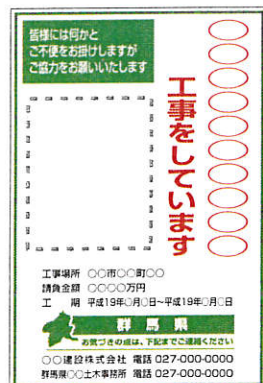 皆様には何かと
ご不便をお掛けしますが
ご協力をお願いいたします
○○○○○○○○○
工事をしています
工事場所 ○○市○○町○○
請負金額 ○○○○万円
工 期 平成19年○月○日~平成19年○月○日
群馬県
お気づきの点は、下記までご連絡ください
○○建設株式会社 電話 027-000-0000
群馬県○○土木事務所 電話 027-000-0000